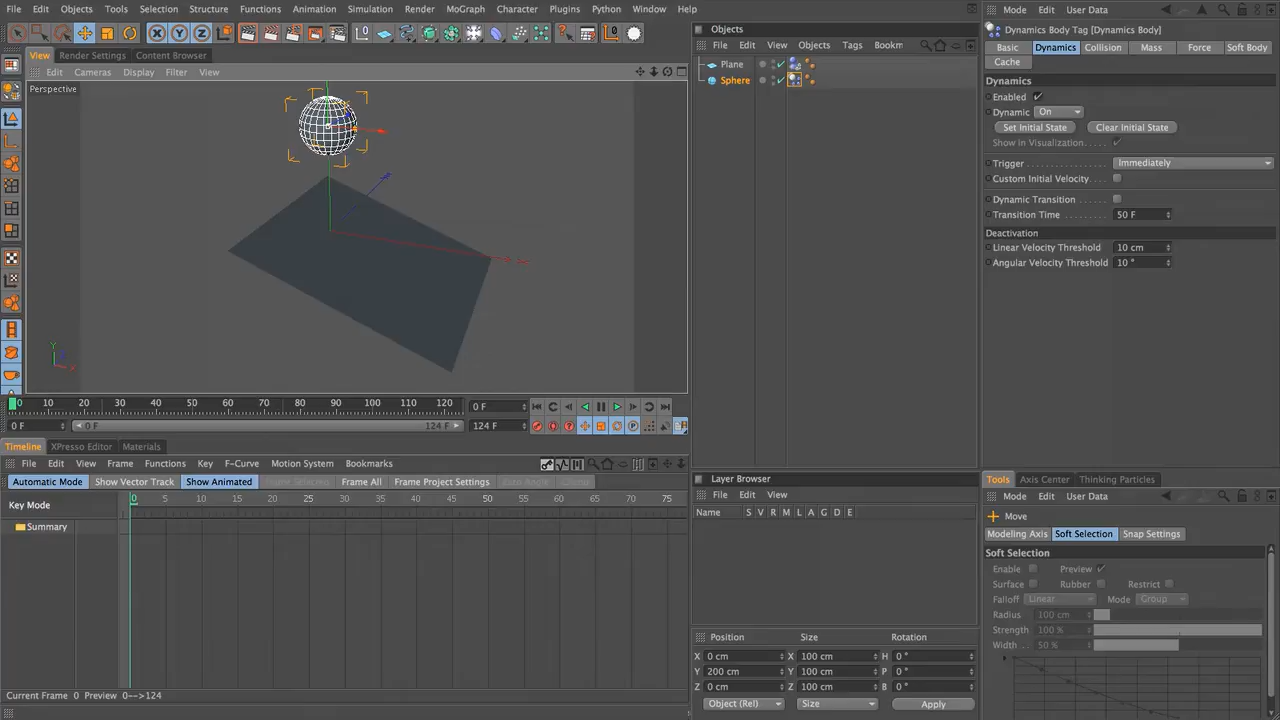 File Edit Objects Tools Selection Structure Functions Animation Simulation Render MoGraph Character Plugins Python Window Help
View Render Settings Content Browser
Edit Cameras Display Filter View
Perspective
Y
X
0 10 20 30 40 50 60 70 80 90 100 110 120 0 F
0 F 0 F 124 F 124 F
Timeline XPresso Editor Materials
File Edit View Frame Functions Key F-Curve Motion System Bookmarks
Automatic Mode Show Vector Track Show Animated Frame Selected Frame All Frame Project Settings Auto Angle Clamp
Key Mode
0 5 10 15 20 25 30 35 40 45 50 55 60 65 70 75
Summary
Current Frame 0 Preview 0-->124
Objects
File Edit View Objects Tags Bookm
Plane
Sphere
Layer Browser
File Edit View
Name S V R M L A G D E
Position Size Rotation
X 0 cm X 100 cm H 0 °
Y 200 cm Y 100 cm P 0 °
Z 0 cm Z 100 cm B 0 °
Object (Rel) Size Apply
Mode Edit User Data
Dynamics Body Tag [Dynamics Body]
Basic Dynamics Collision Mass Force Soft Body
Cache
Dynamics
Enabled
Dynamic On
Set Initial State Clear Initial State
Show in Visualization
Trigger Immediately
Custom Initial Velocity
Dynamic Transition
Transition Time 50 F
Deactivation
Linear Velocity Threshold 10 cm
Angular Velocity Threshold 10 °
Tools Axis Center Thinking Particles
Mode Edit User Data
Move
Modeling Axis Soft Selection Snap Settings
Soft Selection
Enable Preview
Surface Rubber Restrict
Falloff Linear Mode Group
Radius 100 cm
Strength 100 %
Width 50 %